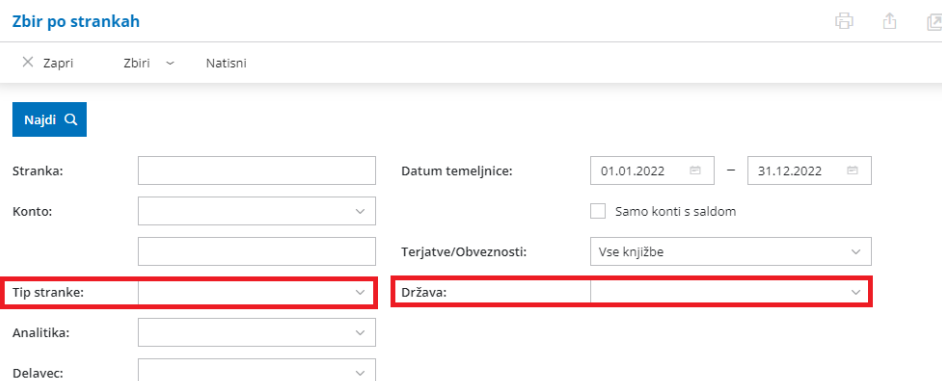 Zbir po strankah
Zapri Zbiri Natisni
Najdi
Stranka: Datum temeljnice: 01.01.2022 – 31.12.2022
Konto: Samo konti s saldom
Terjatve/Obveznosti: Vse knjižbe
Tip stranke: Država:
Analitika:
Delavec: